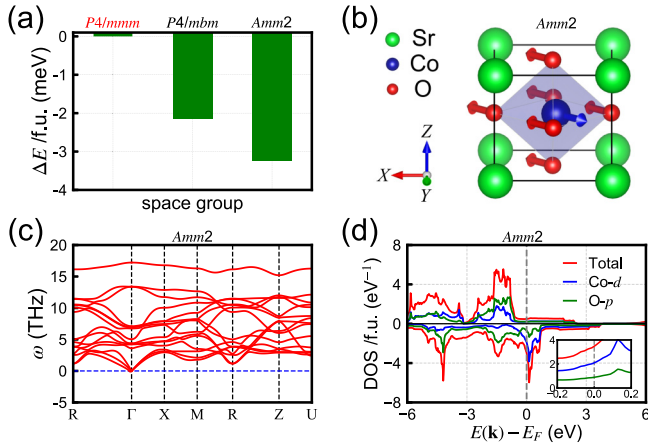 (a)
P4/mmm P4/mbm Amm2
0
−1
−2
−3
−4
ΔE /f.u. (meV)
space group
(b)
Amm2
Sr
Co
O
Z
X
Y
(c)
Amm2
20
15
10
5
0
−5
ω (THz)
R Γ X M R Z U
(d)
Amm2
8
4
0
−4
−8
DOS /f.u. (eV⁻¹)
Total
Co-d
O-p
4
2
0
−0.2 0.0 0.2
−6 −3 0 3 6
E(k) − E_F (eV)